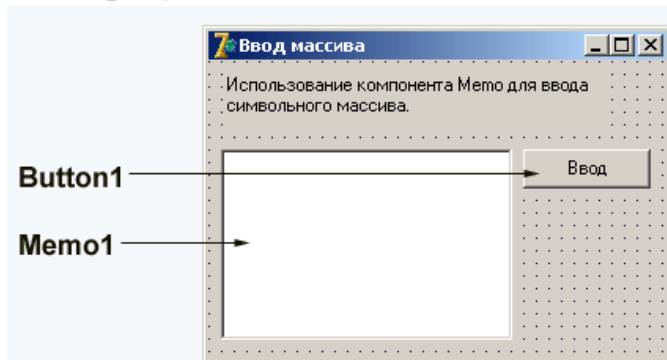 Ввод массива
Использование компонента Memo для ввода
символьного массива.
Button1
Ввод
Memo1